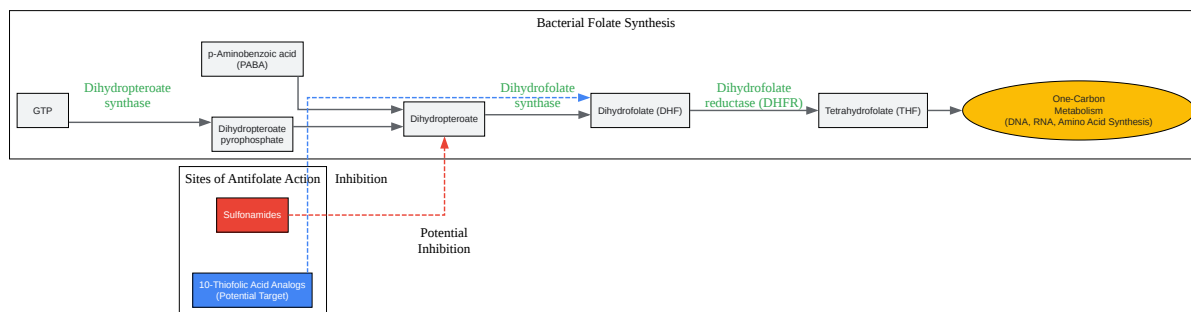 Bacterial Folate Synthesis
p-Aminobenzoic acid
(PABA)
Dihydropteroate
synthase
Dihydrofolate
synthase
Dihydrofolate
reductase (DHFR)
GTP
Dihydropteroate
pyrophosphate
Dihydropteroate
Dihydrofolate (DHF)
Tetrahydrofolate (THF)
One-Carbon
Metabolism
(DNA, RNA, Amino Acid Synthesis)
Sites of Antifolate Action
Inhibition
Sulfonamides
Potential
Inhibition
10-Thiofolic Acid Analogs
(Potential Target)